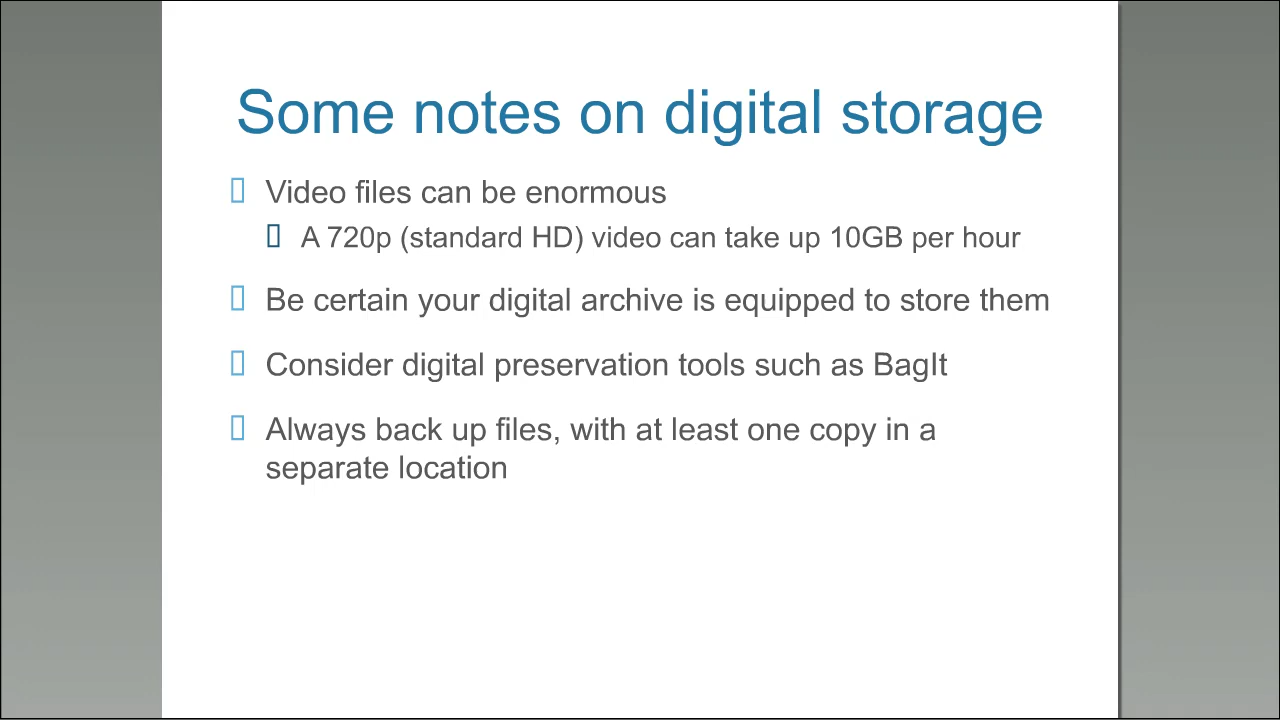 Some notes on digital storage
Video files can be enormous
A 720p (standard HD) video can take up 10GB per hour
Be certain your digital archive is equipped to store them
Consider digital preservation tools such as BagIt
Always back up files, with at least one copy in a
separate location